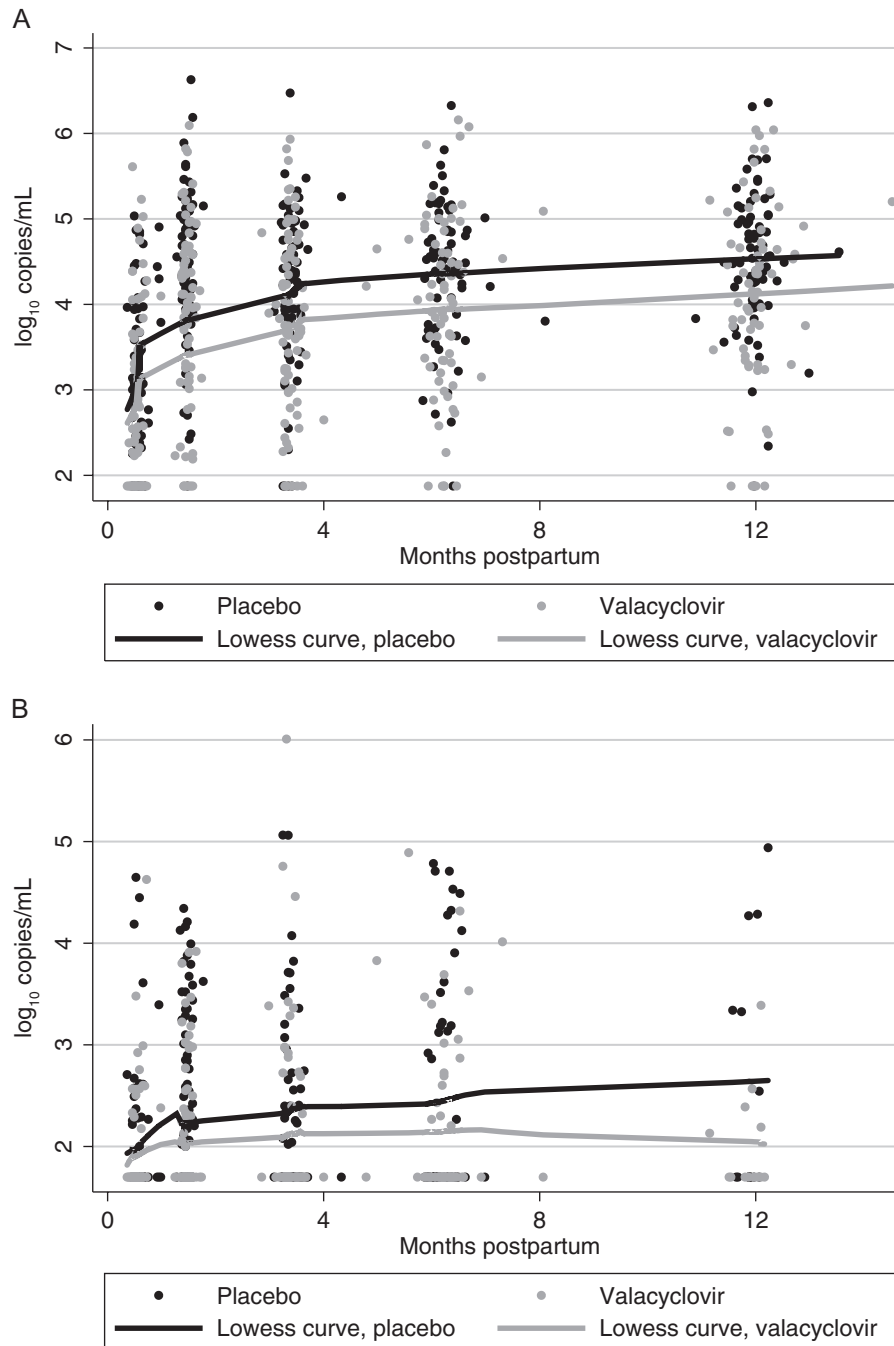 A
7
6
5
4
3
2
log₁₀ copies/mL
0 4 8 12
Months postpartum
Placebo Valacyclovir
Lowess curve, placebo Lowess curve, valacyclovir
B
6
5
4
3
2
log₁₀ copies/mL
0 4 8 12
Months postpartum
Placebo Valacyclovir
Lowess curve, placebo Lowess curve, valacyclovir